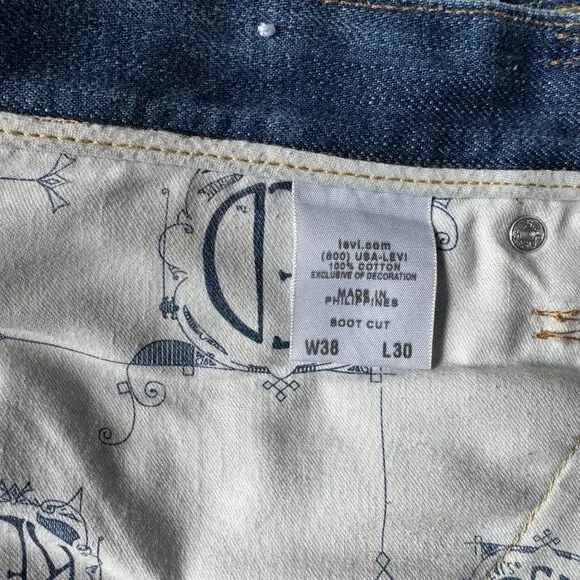 levi.com
(800) USA-LEVI
100% COTTON
EXCLUSIVE OF DECORATION
MADE IN
PHILIPPINES
BOOT CUT
W38 L30